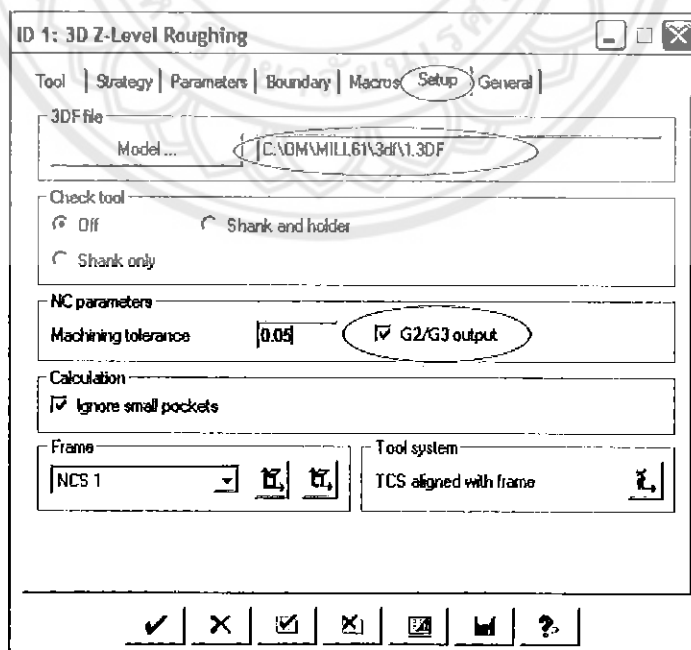 ID 1: 3D Z-Level Roughing
Tool | Strategy | Parameters | Boundary | Macros Setup General |
3DF file
Model ... C:\OM\MILL61\3df\1.3DF
Check tool
Off Shank and holder
Shank only
NC parameters
Machining tolerance 0.05 G2/G3 output
Calculation
Ignore small pockets
Frame Tool system
NCS 1 TCS aligned with frame